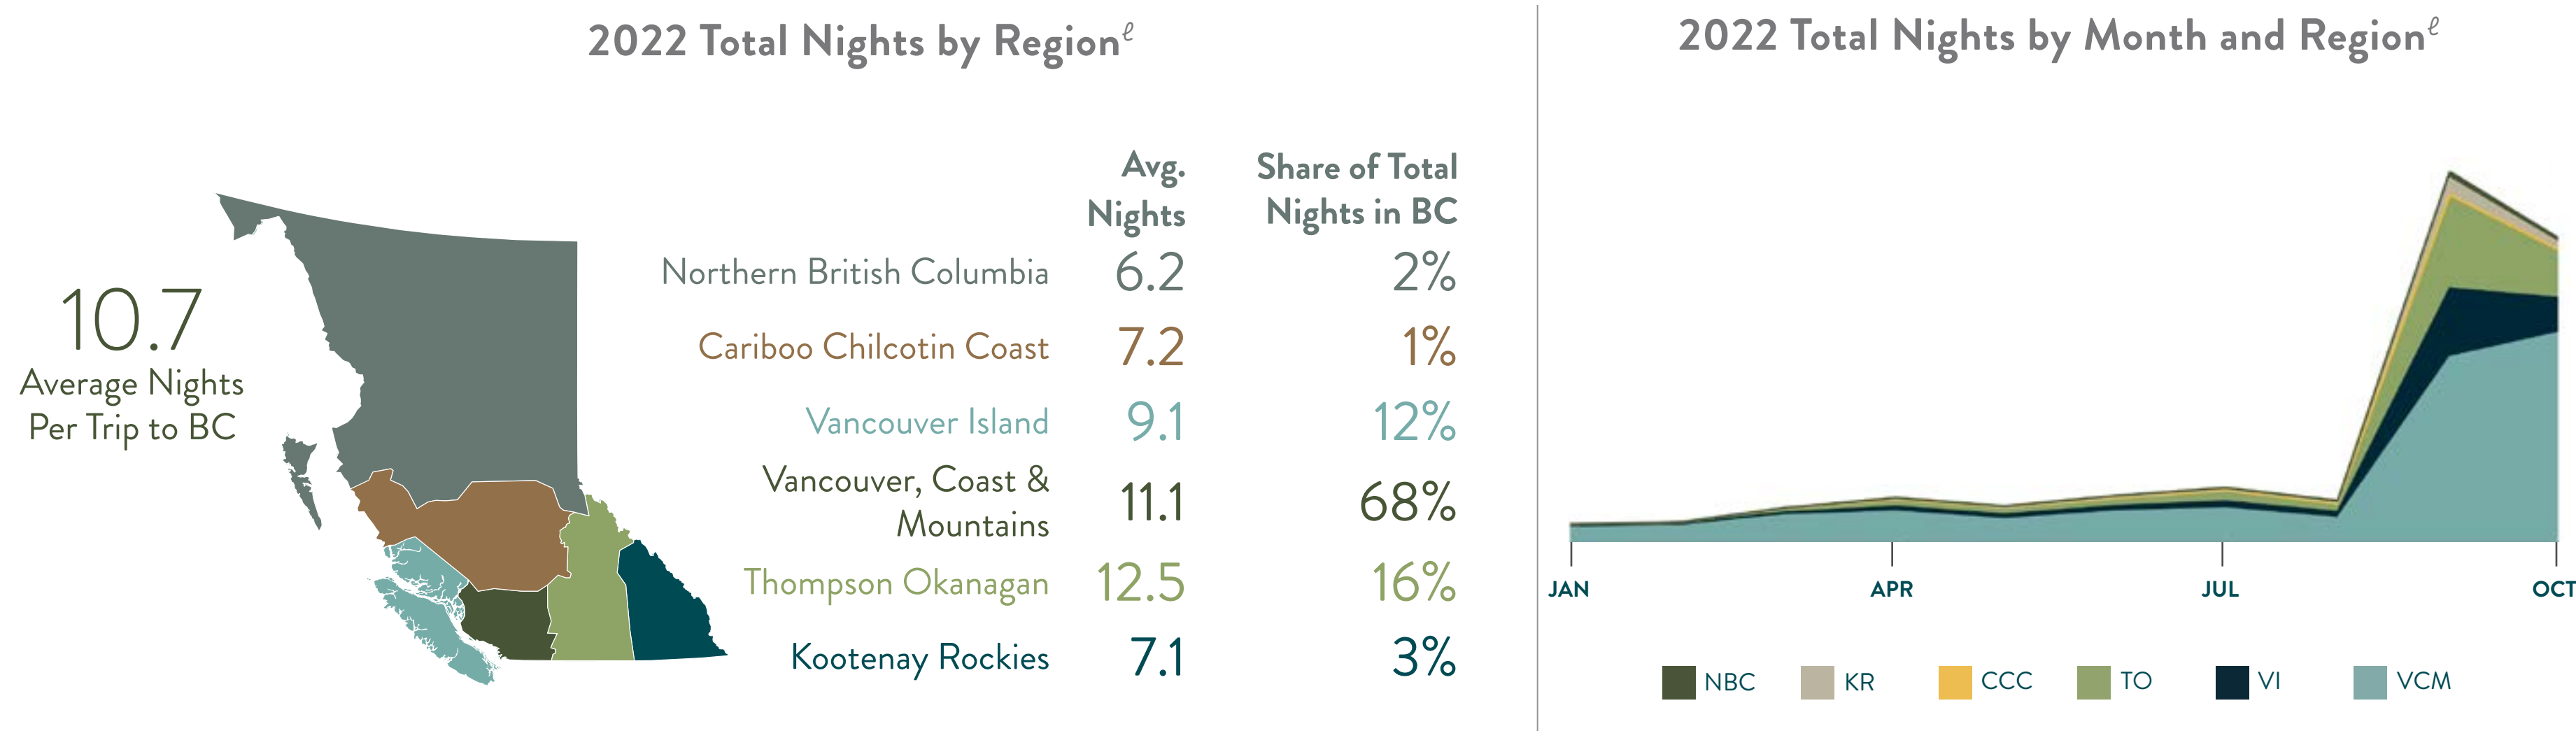 2022 Total Nights by Regionℓ
10.7
Average Nights
Per Trip to BC
Avg.
Nights
Share of Total
Nights in BC
Northern British Columbia 6.2 2%
Cariboo Chilcotin Coast 7.2 1%
Vancouver Island 9.1 12%
Vancouver, Coast &
Mountains 11.1 68%
Thompson Okanagan 12.5 16%
Kootenay Rockies 7.1 3%
2022 Total Nights by Month and Regionℓ
JAN APR JUL OCT
NBC KR CCC TO VI VCM